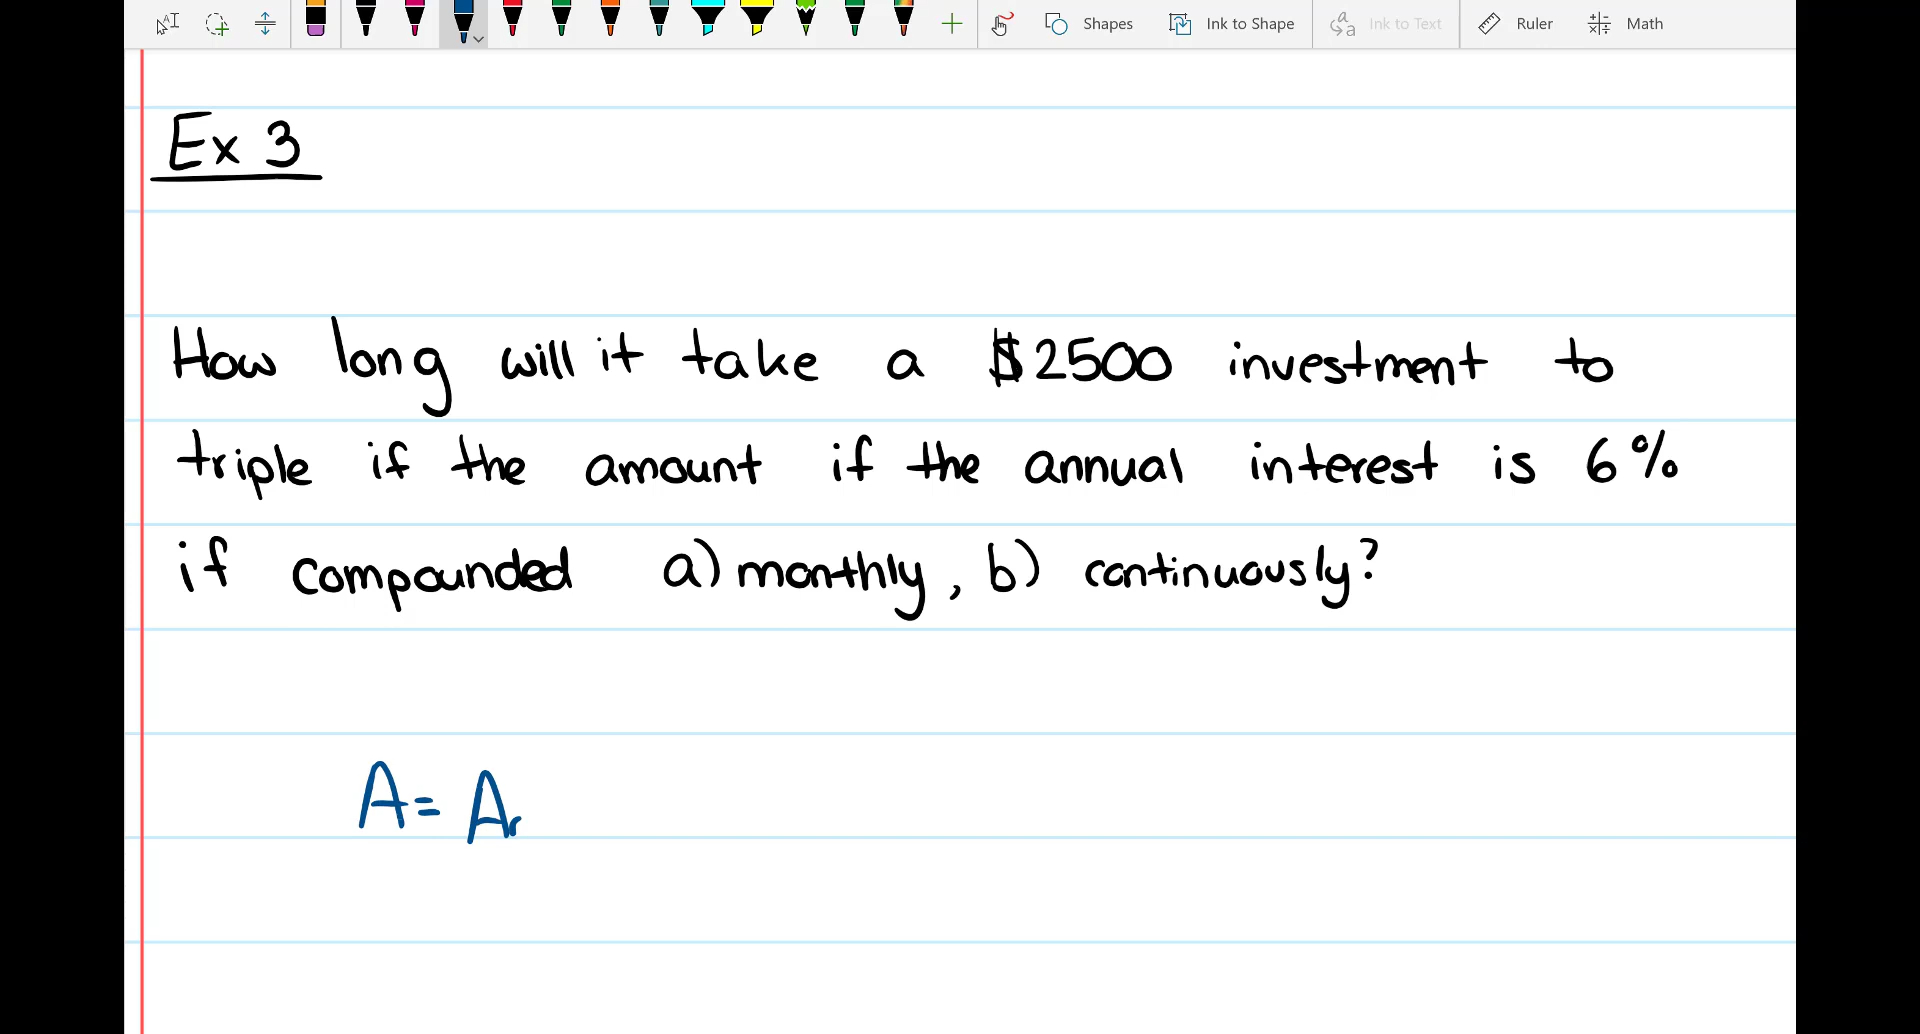 Shapes Ink to Shape Ink to Text Ruler Math
Ex 3
How long will it take a $2500 investment to
triple if the amount if the annual interest is 6%
if compounded a) monthly, b) continuously?
A = A